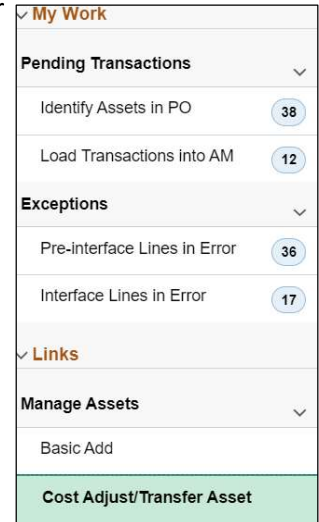 r
My Work
Pending Transactions
Identify Assets in PO 38
Load Transactions into AM 12
Exceptions
Pre-interface Lines in Error 36
Interface Lines in Error 17
Links
Manage Assets
Basic Add
Cost Adjust/Transfer Asset